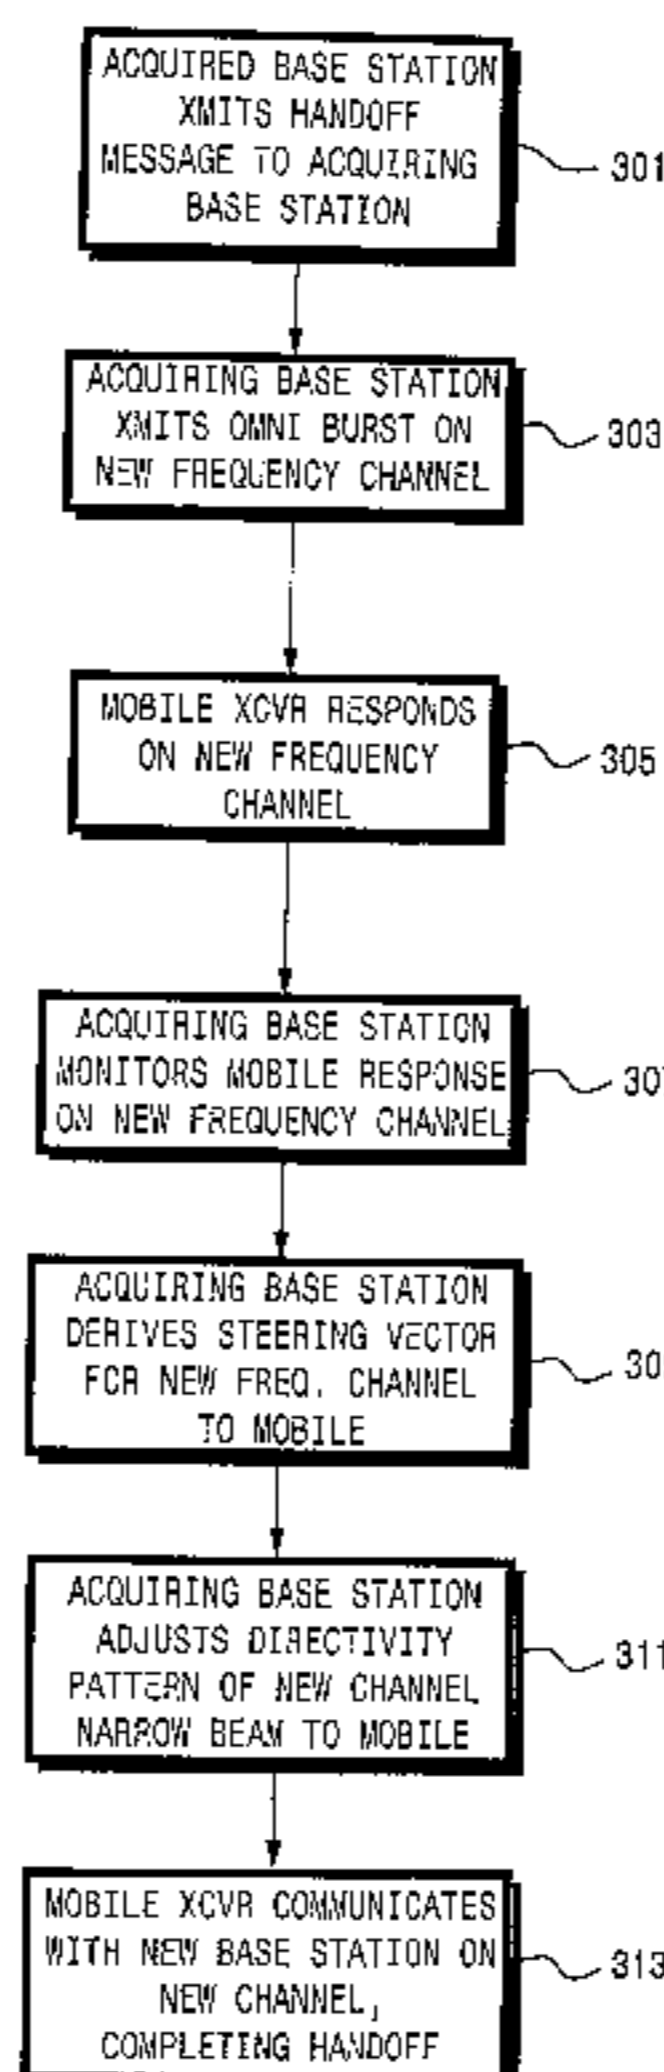 ACQUIRED BASE STATION
XMITS HANDOFF
MESSAGE TO ACQUIRING
BASE STATION
301
ACQUIRING BASE STATION
XMITS OMNI BURST ON
NEW FREQUENCY CHANNEL
303
MOBILE XCVR RESPONDS
ON NEW FREQUENCY
CHANNEL
305
ACQUIRING BASE STATION
MONITORS MOBILE RESPONSE
ON NEW FREQUENCY CHANNEL
ACQUIRING BASE STATION
DERIVES STEERING VECTOR
FOR NEW FREQ. CHANNEL
TO MOBILE
ACQUIRING BASE STATION
ADJUSTS DIRECTIVITY
PATTERN OF NEW CHANNEL
NARROW BEAM TO MOBILE
311
MOBILE XCVR COMMUNICATES
WITH NEW BASE STATION ON
NEW CHANNEL,
COMPLETING HANDOFF
313